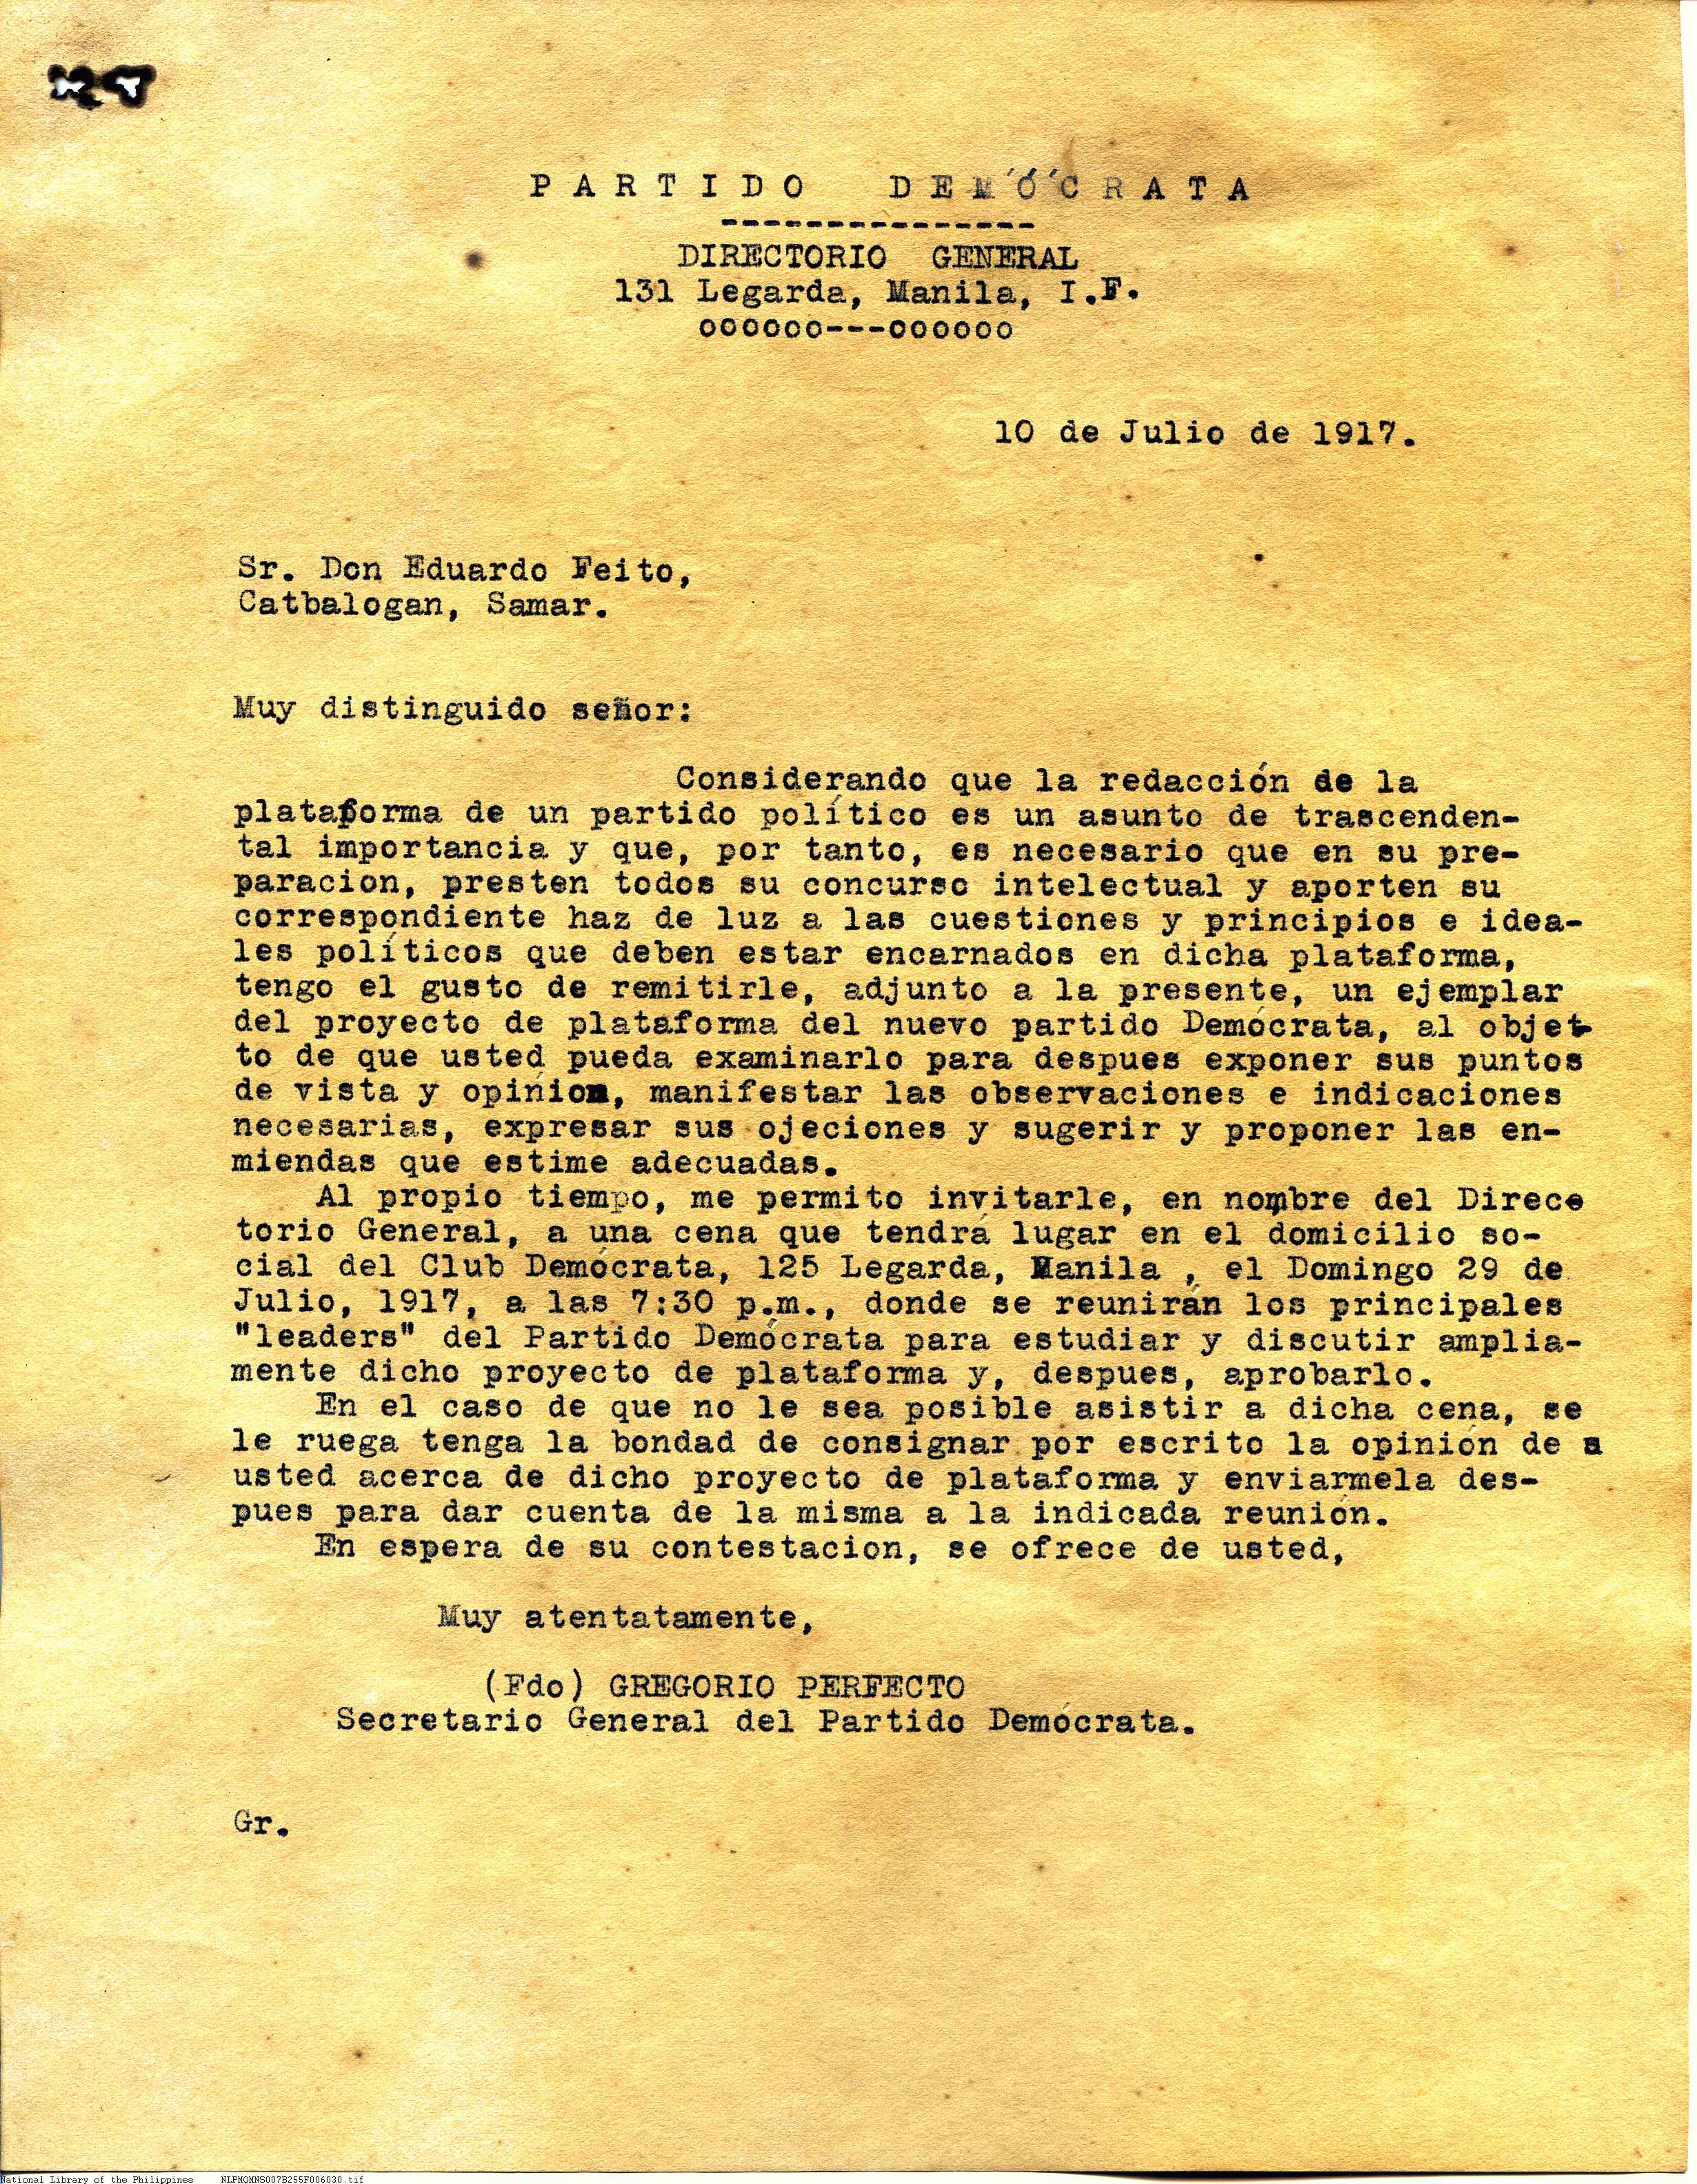 PARTIDO DEMÓCRATA
---------------
DIRECTORIO GENERAL
131 Legarda, Manila, I.F.
oooooo---oooooo
10 de Julio de 1917.
Sr. Don Eduardo Feito,
Catbalogan, Samar.
Muy distinguido señor:
Considerando que la redacción de la
plataforma de un partido político es un asunto de trascenden-
tal importancia y que, por tanto, es necesario que en su pre-
paracion, presten todos su concurso intelectual y aporten su
correspondiente haz de luz a las cuestiones y principios e idea-
les políticos que deben estar encarnados en dicha plataforma,
tengo el gusto de remitirle, adjunto a la presente, un ejemplar
del proyecto de plataforma del nuevo partido Demócrata, al objet-
to de que usted pueda examinarlo para despues exponer sus puntos
de vista y opinión, manifestar las observaciones e indicaciones
necesarias, expresar sus ojeciones y sugerir y proponer las en-
miendas que estime adecuadas.
Al propio tiempo, me permito invitarle, en nombre del Direce
torio General, a una cena que tendrá lugar en el domicilio so-
cial del Club Demócrata, 125 Legarda, Manila , el Domingo 29 de
Julio, 1917, a las 7:30 p.m., donde se reunirán los principales
"leaders" del Partido Demócrata para estudiar y discutir amplia-
mente dicho proyecto de plataforma y, despues, aprobarlo.
En el caso de que no le sea posible asistir a dicha cena, se
le ruega tenga la bondad de consignar por escrito la opinión de a
usted acerca de dicho proyecto de plataforma y enviarmela des-
pues para dar cuenta de la misma a la indicada reunión.
En espera de su contestacion, se ofrece de usted,
Muy atentatamente,
(Fdo) GREGORIO PERFECTO
Secretario General del Partido Demócrata.
Gr.
National Library of the Philippines NLPMQMNS007B255F006030.tif